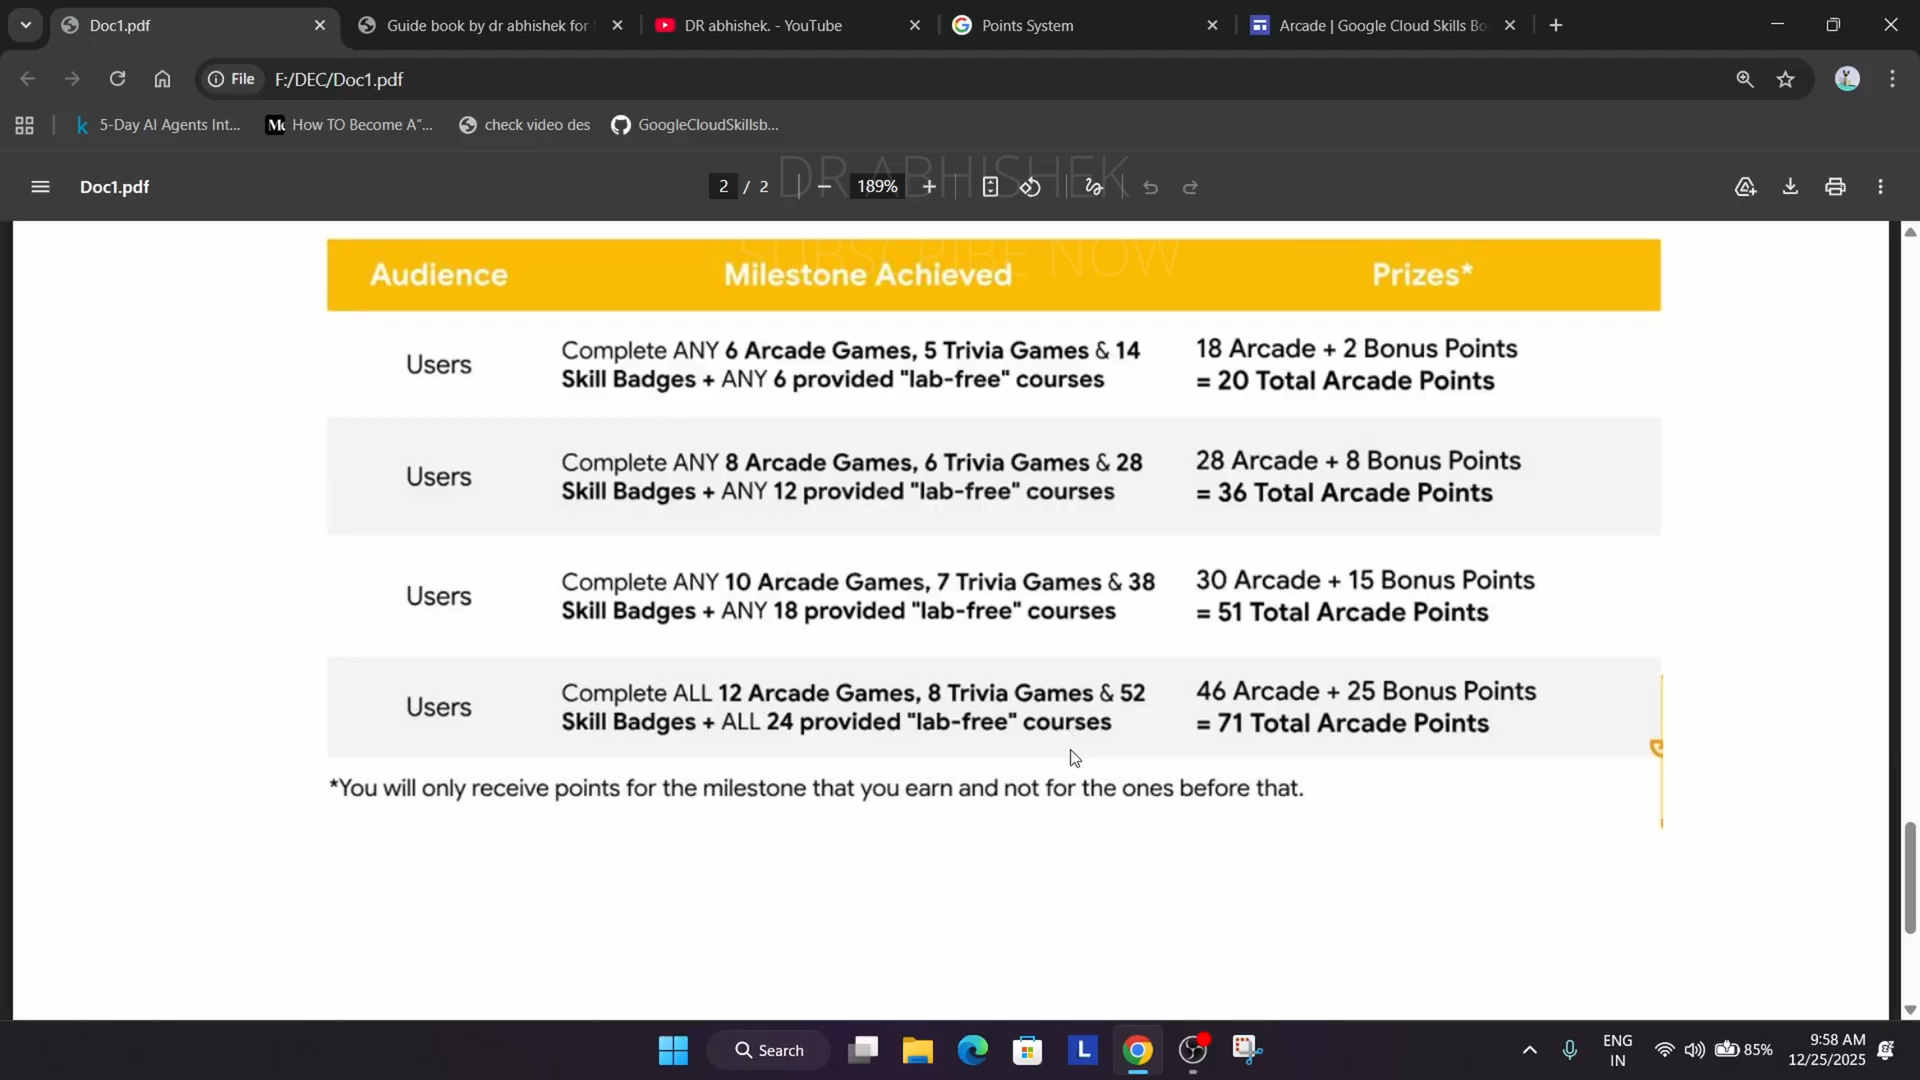 Doc1.pdf
Guide book by dr abhishek for
DR abhishek. - YouTube
Points System
Arcade | Google Cloud Skills Bo
File
F:/DEC/Doc1.pdf
5-Day AI Agents Int...
How TO Become A“...
check video des
GoogleCloudSkillsb...
DR ABHISHEK
Doc1.pdf
2 / 2
189%
SUBSCRIBE NOW
Audience
Milestone Achieved
Prizes*
Users
Complete ANY 6 Arcade Games, 5 Trivia Games & 14
Skill Badges + ANY 6 provided "lab-free" courses
18 Arcade + 2 Bonus Points
= 20 Total Arcade Points
Users
Complete ANY 8 Arcade Games, 6 Trivia Games & 28
Skill Badges + ANY 12 provided "lab-free" courses
28 Arcade + 8 Bonus Points
= 36 Total Arcade Points
Users
Complete ANY 10 Arcade Games, 7 Trivia Games & 38
Skill Badges + ANY 18 provided "lab-free" courses
30 Arcade + 15 Bonus Points
= 51 Total Arcade Points
Users
Complete ALL 12 Arcade Games, 8 Trivia Games & 52
Skill Badges + ALL 24 provided "lab-free" courses
46 Arcade + 25 Bonus Points
= 71 Total Arcade Points
*You will only receive points for the milestone that you earn and not for the ones before that.
Search
ENG
IN
85%
9:58 AM
12/25/2025